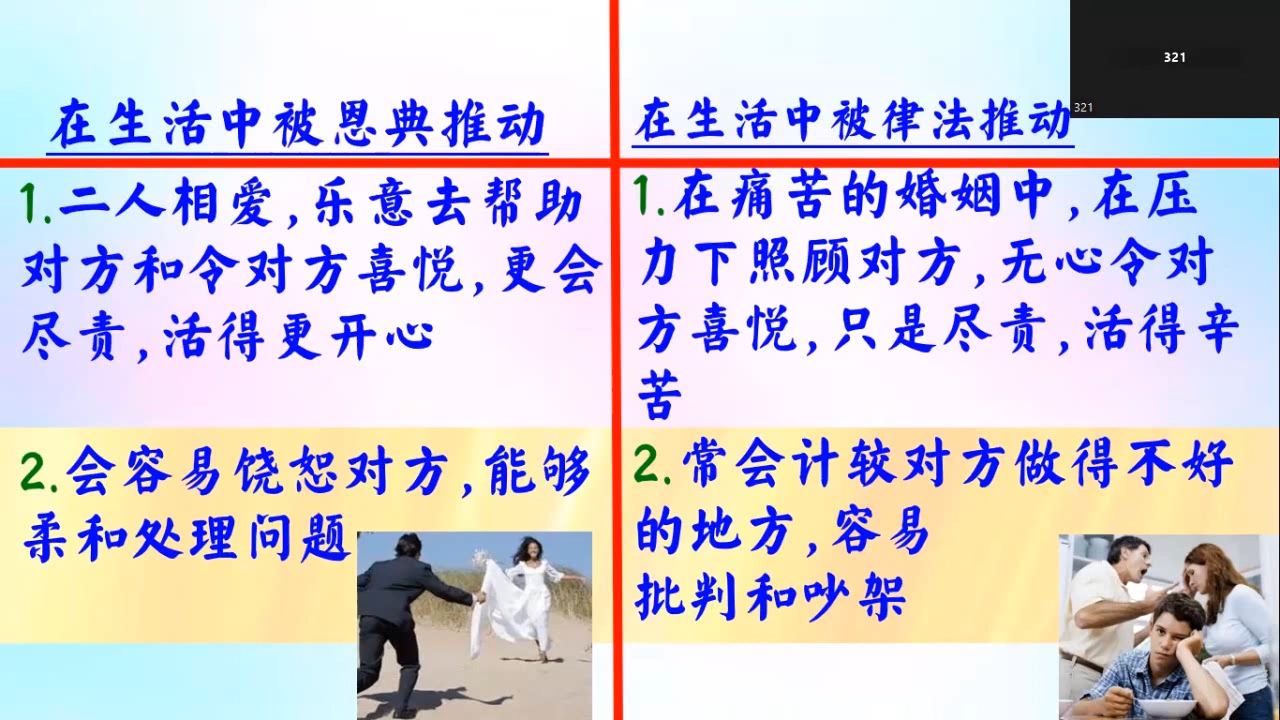 在生活中被恩典推动
1.二人相爱,乐意去帮助
对方和令对方喜悦,更会
尽责,活得更开心
2.会容易饶恕对方,能够
柔和处理问题
在生活中被律法推动
1.在痛苦的婚姻中,在压
力下照顾对方,无心令对
方喜悦,只是尽责,活得辛
苦
2.常会计较对方做得不好
的地方,容易
批判和吵架
321
321